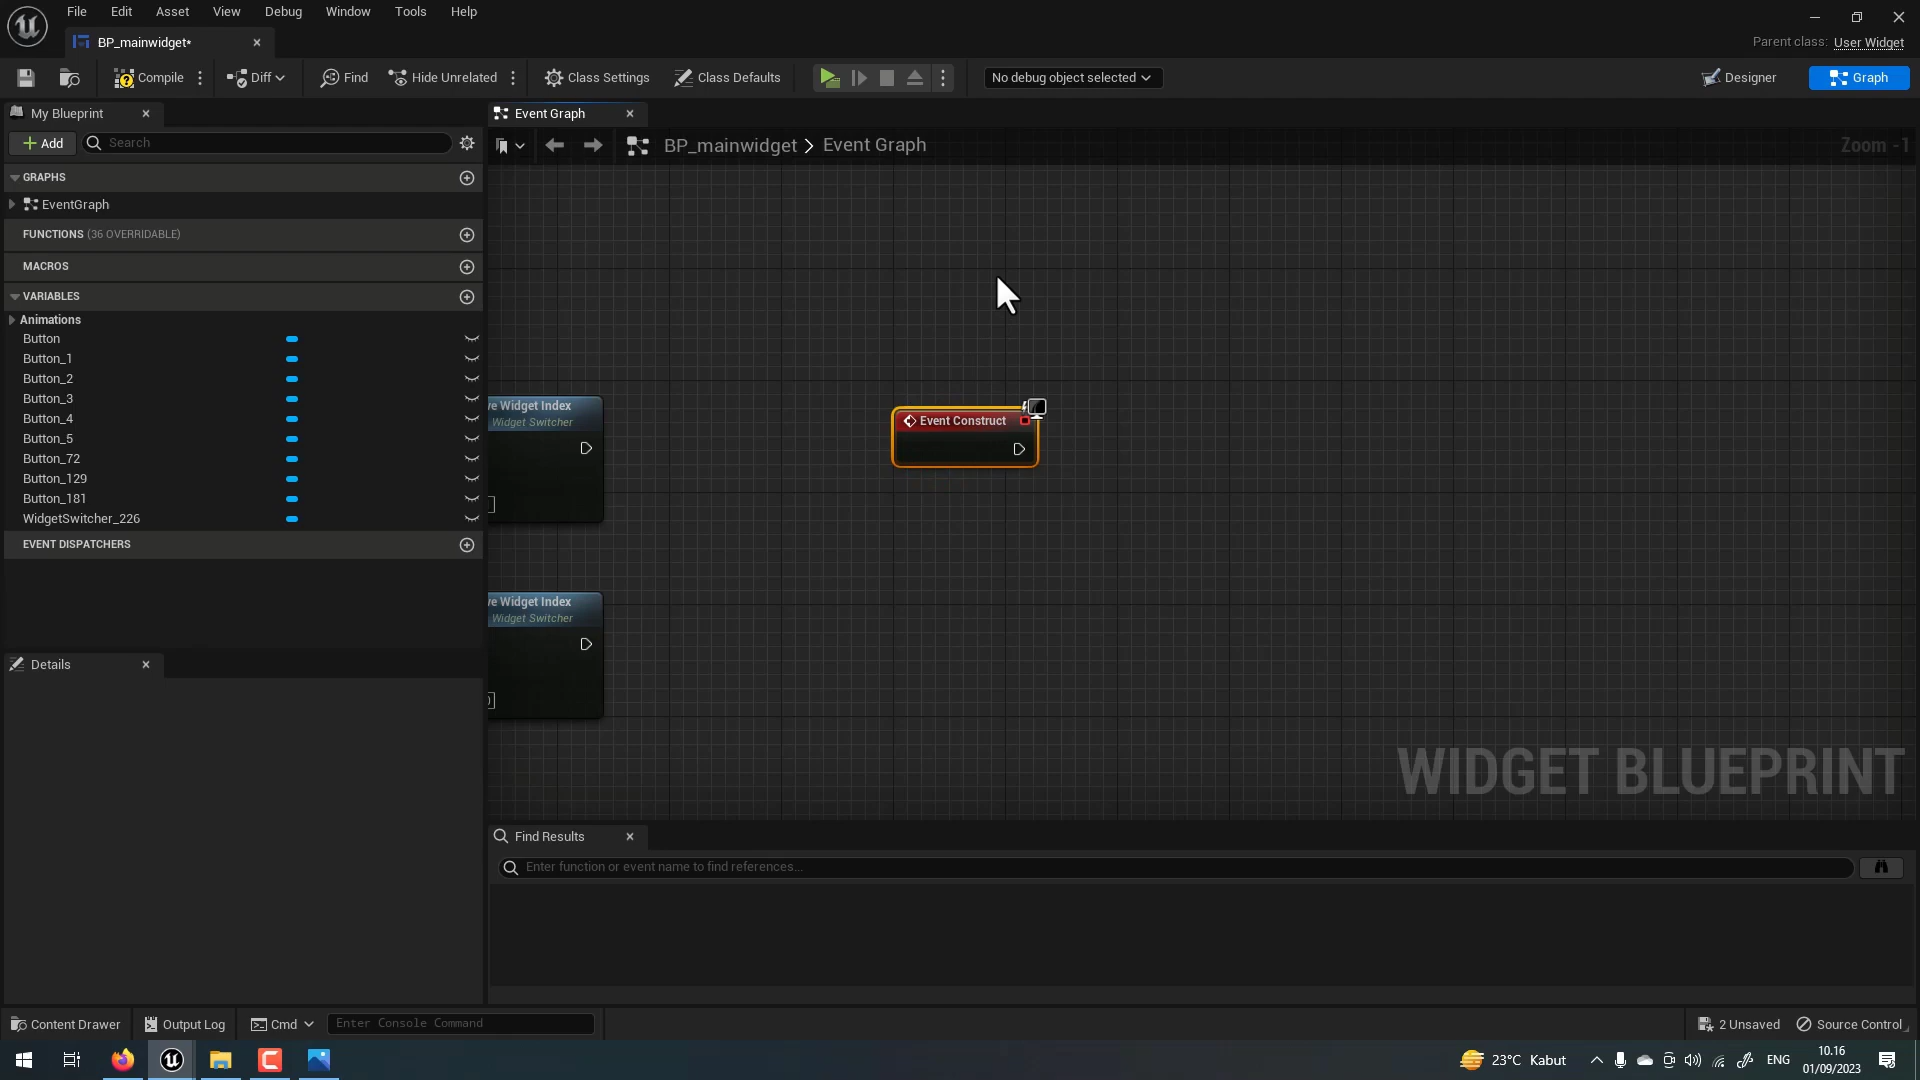 File Edit Asset View Debug Window Tools Help
BP_mainwidget*
Parent class: User Widget
Compile Diff Find Hide Unrelated Class Settings Class Defaults No debug object selected Designer Graph
My Blueprint
Event Graph
Add Search
BP_mainwidget > Event Graph
Zoom -1
GRAPHS
EventGraph
FUNCTIONS (36 OVERRIDABLE)
MACROS
VARIABLES
Animations
Button
Button_1
Button_2
Button_3
Button_4
Button_5
Button_72
Button_129
Button_181
WidgetSwitcher_226
EVENT DISPATCHERS
ve Widget Index
Widget Switcher
Event Construct
ve Widget Index
Widget Switcher
WIDGET BLUEPRINT
Details
Find Results
Enter function or event name to find references...
Content Drawer Output Log Cmd Enter Console Command 2 Unsaved Source Control
23°C Kabut ENG
10.16
01/09/2023